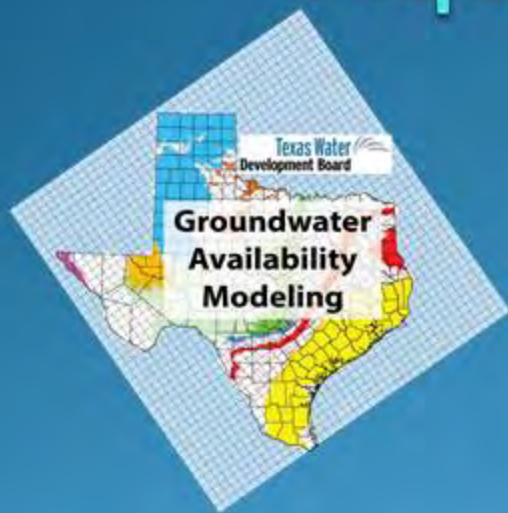 Texas Water
Development Board
Groundwater
Availability
Modeling